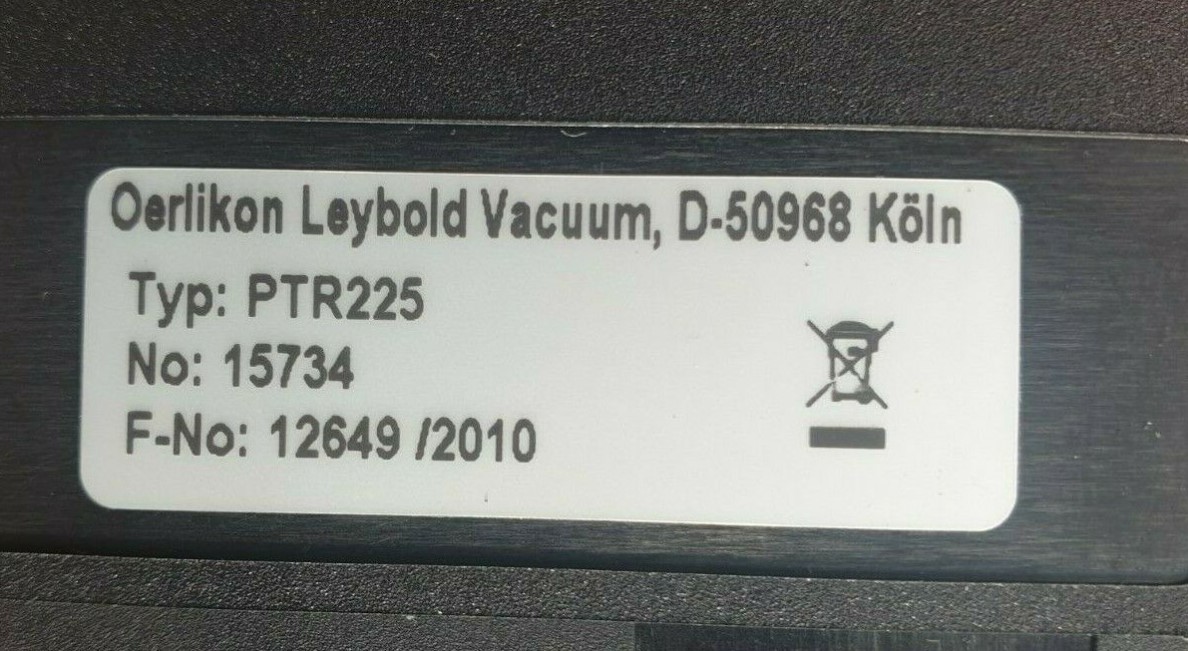 Oerlikon Leybold Vacuum, D-50968 Köln
Typ: PTR225
No: 15734
F-No: 12649 /2010